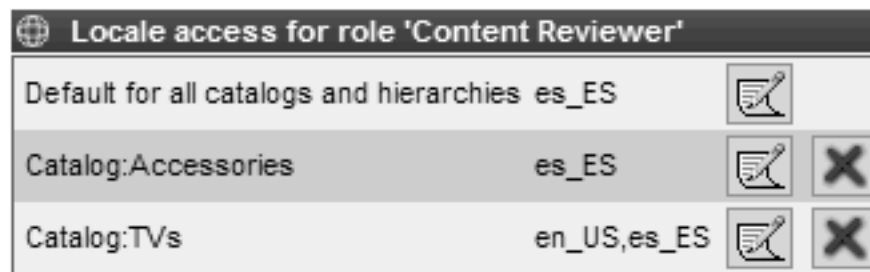 Locale access for role 'Content Reviewer'
Default for all catalogs and hierarchies es_ES
Catalog:Accessories es_ES
Catalog:TVs en_US,es_ES